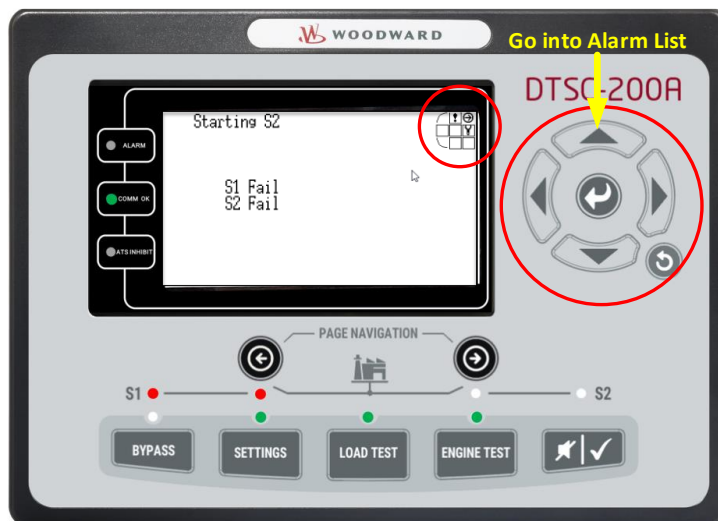 WOODWARD
Go into Alarm List
DTSC-200A
Starting S2
ALARM
S1 Fail
COMM OK
S2 Fail
ATS INHIBIT
PAGE NAVIGATION
S1
S2
BYPASS
SETTINGS
LOAD TEST
ENGINE TEST